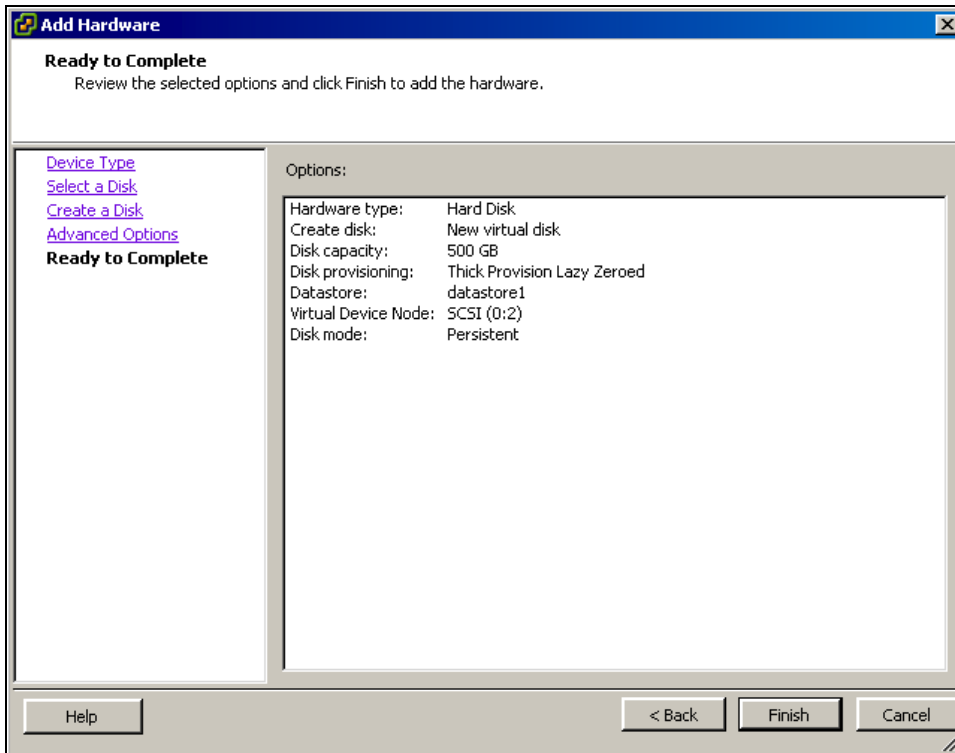 Add Hardware
Ready to Complete
Review the selected options and click Finish to add the hardware.
Device Type
Select a Disk
Create a Disk
Advanced Options
Ready to Complete
Options:
Hardware type: Hard Disk
Create disk: New virtual disk
Disk capacity: 500 GB
Disk provisioning: Thick Provision Lazy Zeroed
Datastore: datastore1
Virtual Device Node: SCSI (0:2)
Disk mode: Persistent
Help
< Back
Finish
Cancel